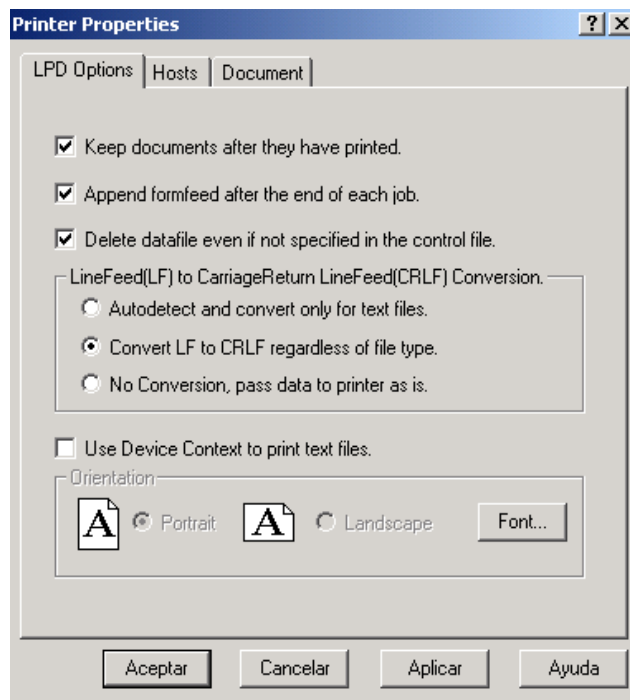 Printer Properties
LPD Options Hosts Document
Keep documents after they have printed.
Append formfeed after the end of each job.
Delete datafile even if not specified in the control file.
LineFeed(LF) to CarriageReturn LineFeed(CRLF) Conversion.
Autodetect and convert only for text files.
Convert LF to CRLF regardless of file type.
No Conversion, pass data to printer as is.
Use Device Context to print text files.
Orientation
A Portrait A Landscape Font...
Aceptar Cancelar Aplicar Ayuda